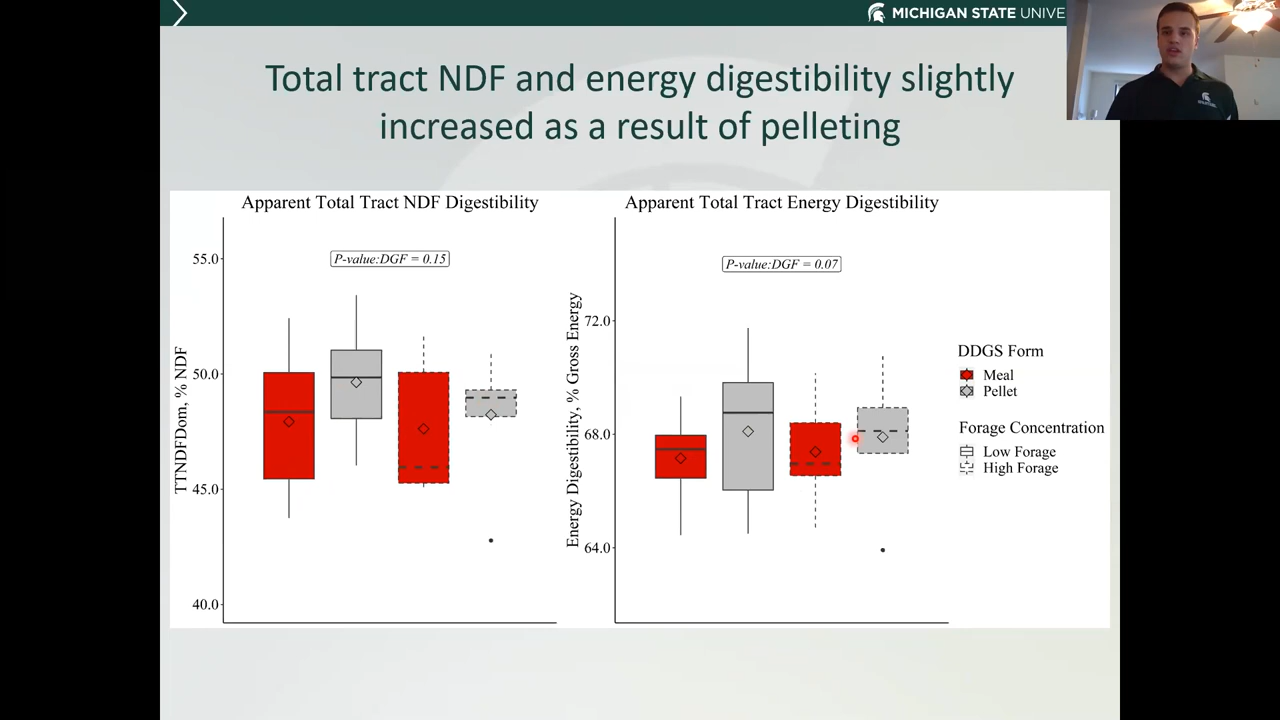 MICHIGAN STATE UNIVE
Total tract NDF and energy digestibility slightly
increased as a result of pelleting
Apparent Total Tract NDF Digestibility
P-value:DGF = 0.15
TTNDFDom, % NDF
55.0
50.0
45.0
40.0
Apparent Total Tract Energy Digestibility
P-value:DGF = 0.07
Energy Digestibility, % Gross Energy
72.0
68.0
64.0
DDGS Form
Meal
Pellet
Forage Concentration
Low Forage
High Forage